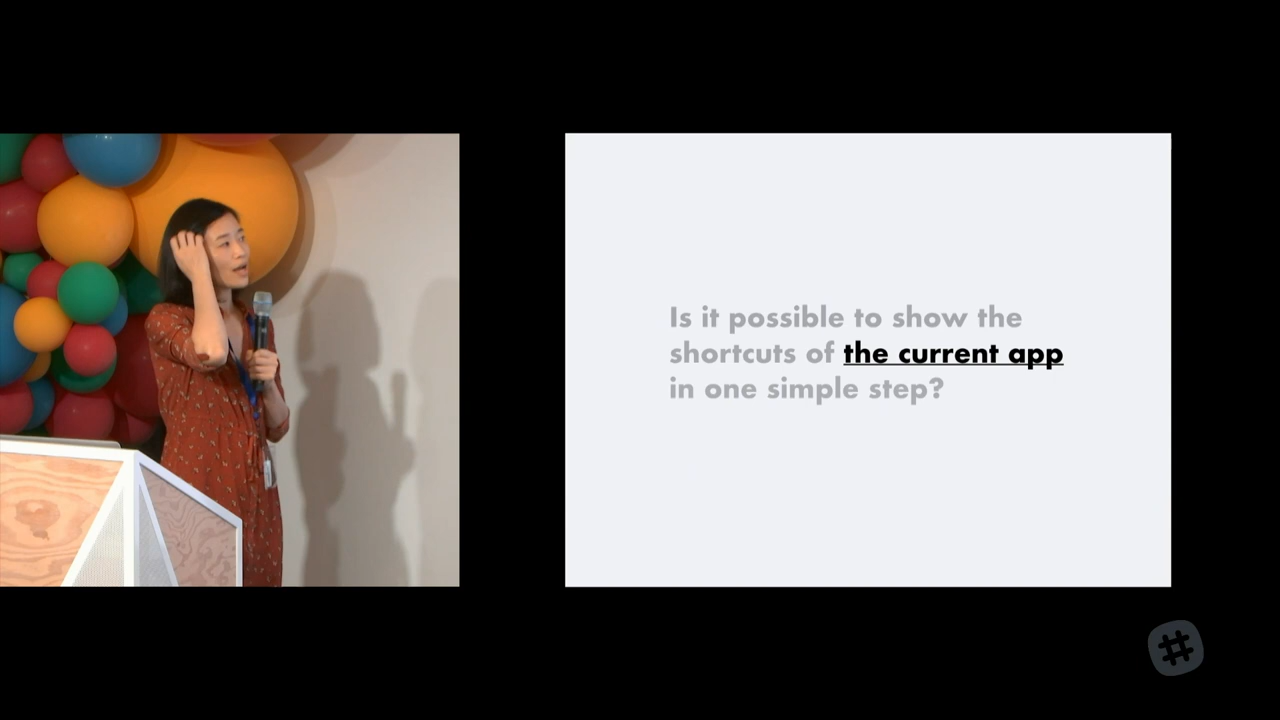 Is it possible to show the
shortcuts of the current app
in one simple step?